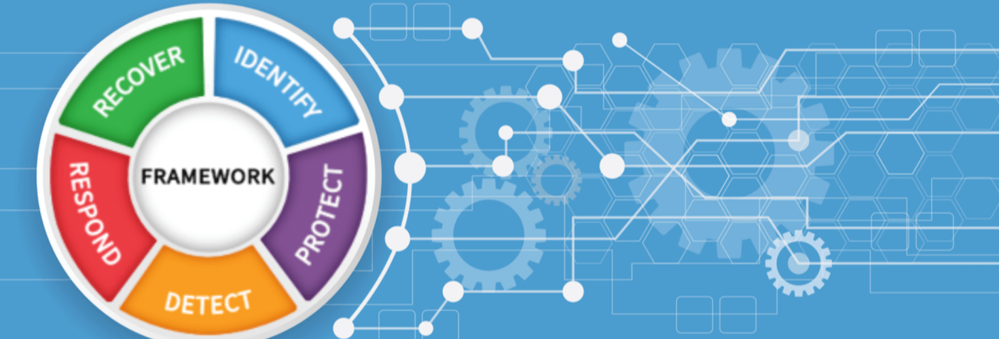 RECOVER
IDENTIFY
FRAMEWORK
RESPOND
PROTECT
DETECT